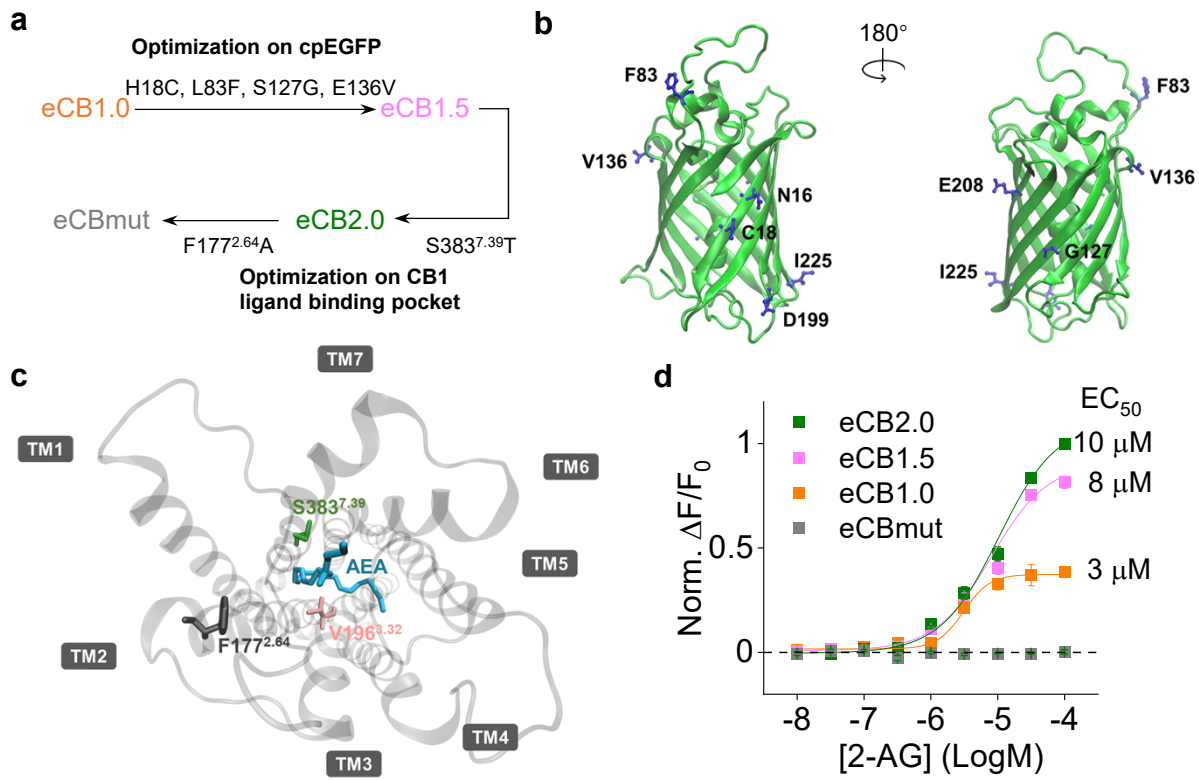 a
Optimization on cpEGFP
H18C, L83F, S127G, E136V
eCB1.0
eCB1.5
eCBmut
eCB2.0
F177^2.64A
S383^7.39T
Optimization on CB1
ligand binding pocket
b
180°
F83
V136
N16
C18
I225
D199
F83
V136
E208
G127
I225
c
TM7
TM1
TM6
S383^7.39
AEA
TM5
V196^3.32
F177^2.64
TM2
TM4
TM3
d
EC50
eCB2.0
10 μM
eCB1.5
8 μM
eCB1.0
eCBmut
3 μM
Norm. ΔF/F0
1
0.5
0
-8 -7 -6 -5 -4
[2-AG] (LogM)